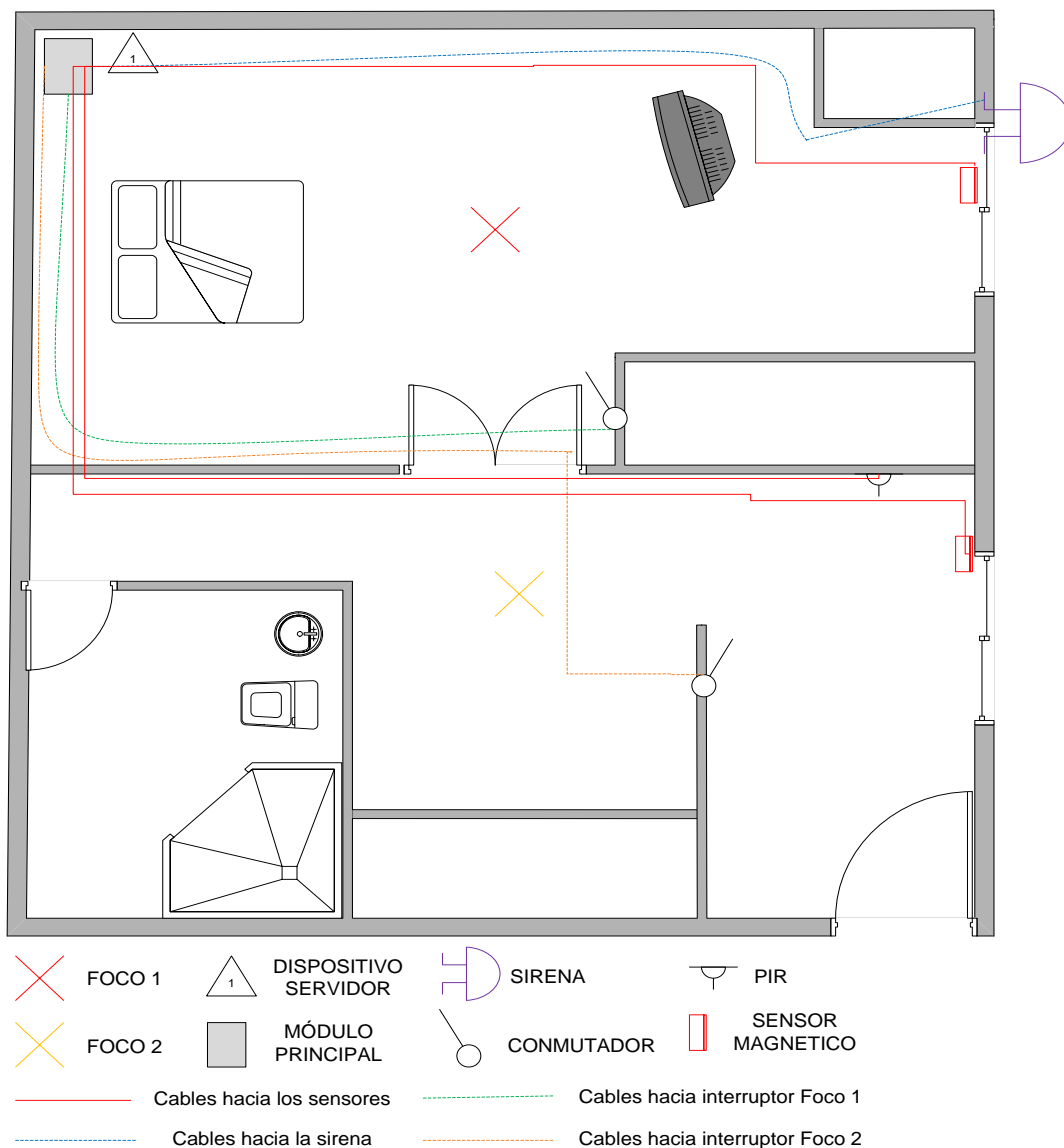 1
FOCO 1
1
DISPOSITIVO
SERVIDOR
SIRENA
PIR
FOCO 2
MÓDULO
PRINCIPAL
CONMUTADOR
SENSOR
MAGNETICO
Cables hacia los sensores
Cables hacia interruptor Foco 1
Cables hacia la sirena
Cables hacia interruptor Foco 2